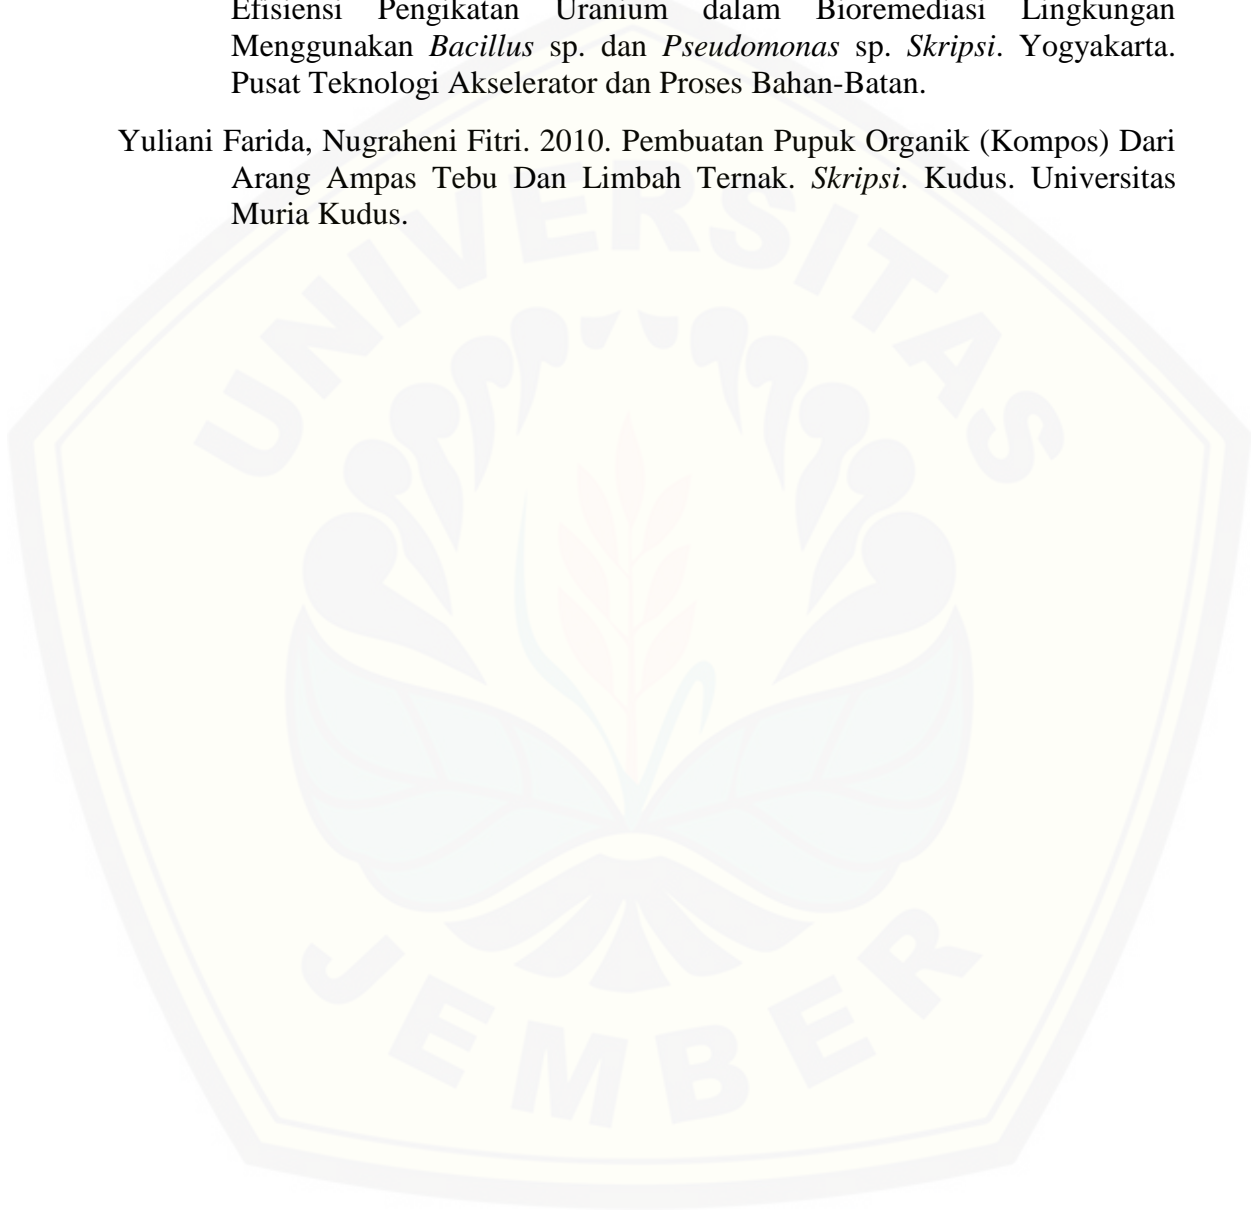 Efisiensi Pengikatan Uranium dalam Bioremediasi Lingkungan
Menggunakan Bacillus sp. dan Pseudomonas sp. Skripsi. Yogyakarta.
Pusat Teknologi Akselerator dan Proses Bahan-Batan.
Yuliani Farida, Nugraheni Fitri. 2010. Pembuatan Pupuk Organik (Kompos) Dari
Arang Ampas Tebu Dan Limbah Ternak. Skripsi. Kudus. Universitas
Muria Kudus.
UNIVERSITAS
JEMBER